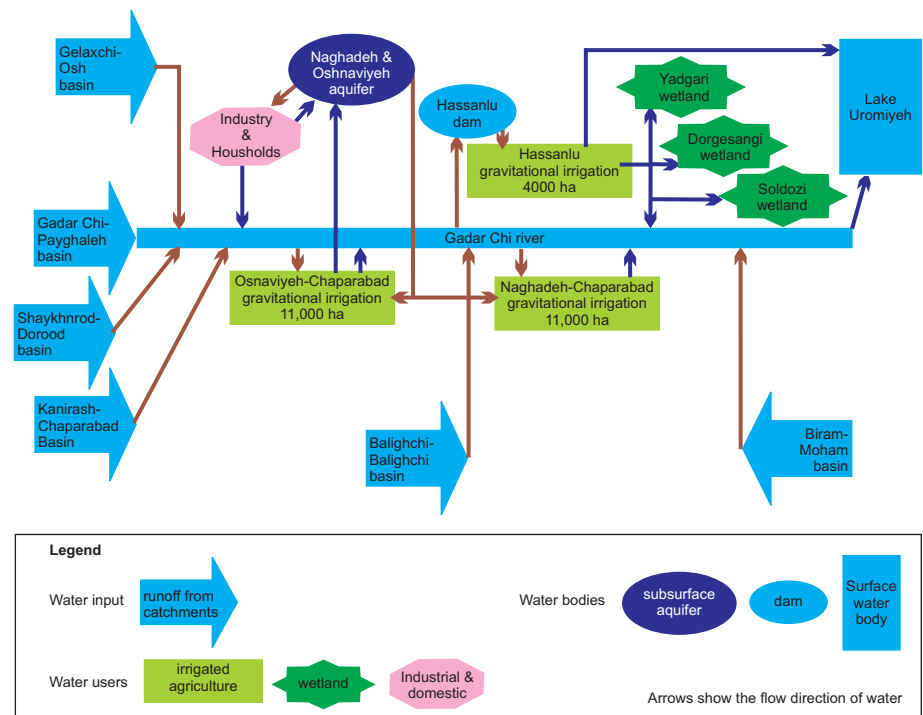 Gelaxchi-
Osh
basin
Naghadeh &
Oshnaviyeh
aquifer
Industry
&
Housholds
Hassanlu
dam
Hassanlu
gravitational irrigation
4000 ha
Yadgari
wetland
Dorgesangi
wetland
Soldozi
wetland
Lake
Uromiyeh
Gadar Chi-
Payghaleh
basin
Gadar Chi river
Osnaviyeh-Chaparabad
gravitational irrigation
11,000 ha
Naghadeh-Chaparabad
gravitational irrigation
11,000 ha
Shaykhnrod-
Dorood
basin
Kanirash-
Chaparabad
Basin
Balighchi-
Balighchi
basin
Biram-
Moham
basin
Legend
Water input
runoff from
catchments
Water bodies
subsurface
aquifer
dam
Surface
water
body
Water users
irrigated
agriculture
wetland
Industrial &
domestic
Arrows show the flow direction of water